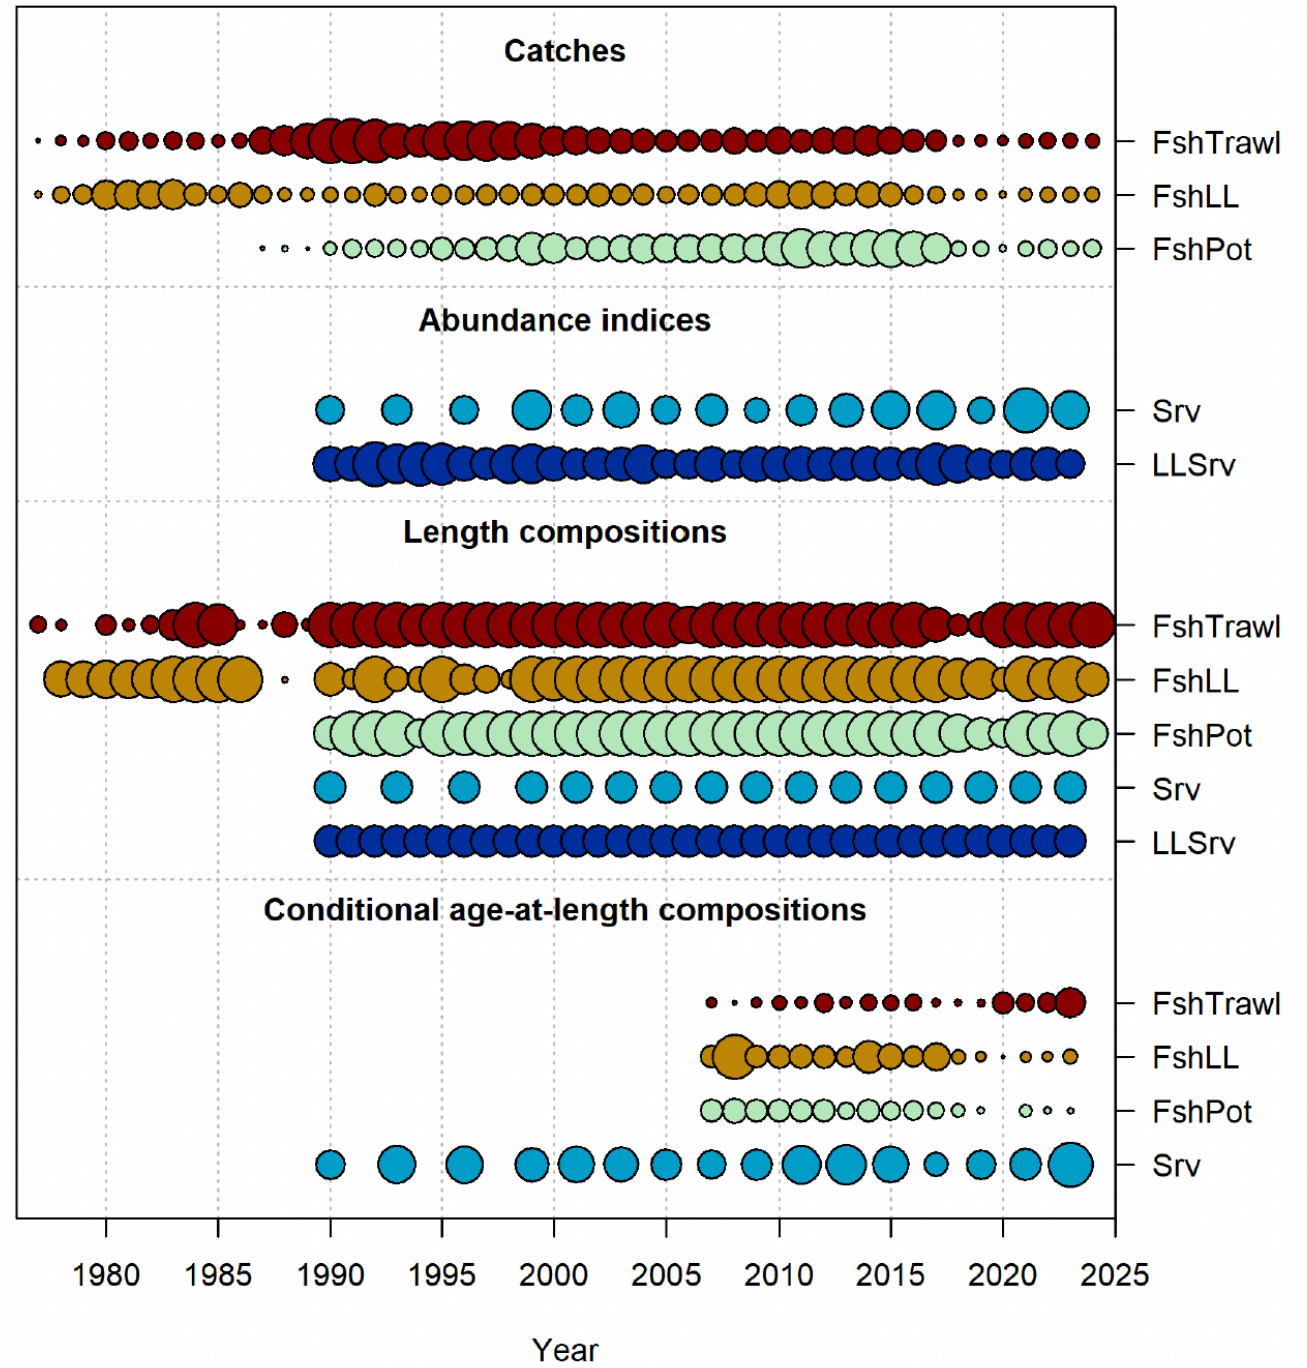 Catches
FshTrawl
FshLL
FshPot
Abundance indices
Srv
LLSrv
Length compositions
FshTrawl
FshLL
FshPot
Srv
LLSrv
Conditional age-at-length compositions
FshTrawl
FshLL
FshPot
Srv
1980 1985 1990 1995 2000 2005 2010 2015 2020 2025
Year